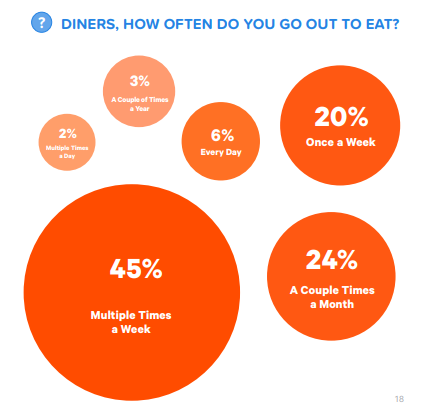 ?
DINERS, HOW OFTEN DO YOU GO OUT TO EAT?
3%
A Couple of Times
a Year
2%
Multiple Times
a Day
6%
Every Day
20%
Once a Week
45%
Multiple Times
a Week
24%
A Couple Times
a Month
18